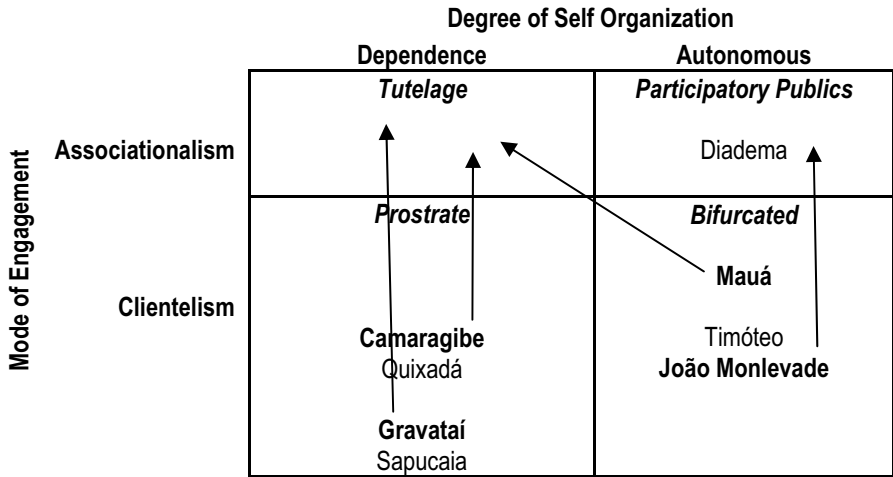 Degree of Self Organization
Dependence Autonomous
Tutelage Participatory Publics
Associationalism Diadema
Mode of Engagement
Prostrate Bifurcated
Mauá
Clientelism
Camaragibe Timóteo
Quixadá João Monlevade
Gravataí
Sapucaia